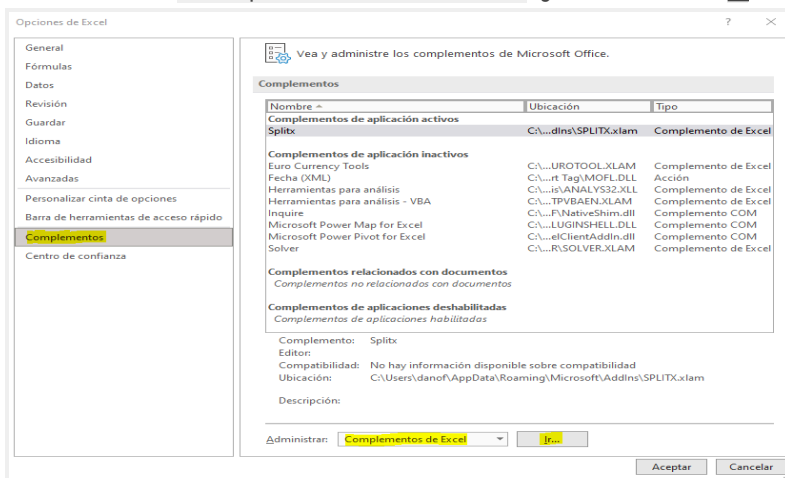 Opciones de Excel ? ×
General
Fórmulas
Datos
Revisión
Guardar
Idioma
Accesibilidad
Avanzadas
Personalizar cinta de opciones
Barra de herramientas de acceso rápido
Complementos
Centro de confianza
Vea y administre los complementos de Microsoft Office.
Complementos
Nombre Ubicación Tipo
Complementos de aplicación activos
Splitx C:\...dIns\SPLITX.xlam Complemento de Excel
Complementos de aplicación inactivos
Euro Currency Tools C:\...UROTOOL.XLAM Complemento de Excel
Fecha (XML) C:\...rt Tag\MOFL.DLL Acción
Herramientas para análisis C:\...is\ANALYS32.XLL Complemento de Excel
Herramientas para análisis - VBA C:\...TPVBAEN.XLAM Complemento de Excel
Inquire C:\...F\NativeShim.dll Complemento COM
Microsoft Power Map for Excel C:\...LUGINSHELL.DLL Complemento COM
Microsoft Power Pivot for Excel C:\...elClientAddIn.dll Complemento COM
Solver C:\...R\SOLVER.XLAM Complemento de Excel
Complementos relacionados con documentos
Complementos no relacionados con documentos
Complementos de aplicaciones deshabilitadas
Complementos de aplicaciones habilitadas
Complemento: Splitx
Editor:
Compatibilidad: No hay información disponible sobre compatibilidad
Ubicación: C:\Users\danof\AppData\Roaming\Microsoft\AddIns\SPLITX.xlam
Descripción:
Administrar: Complementos de Excel Ir...
Aceptar Cancelar